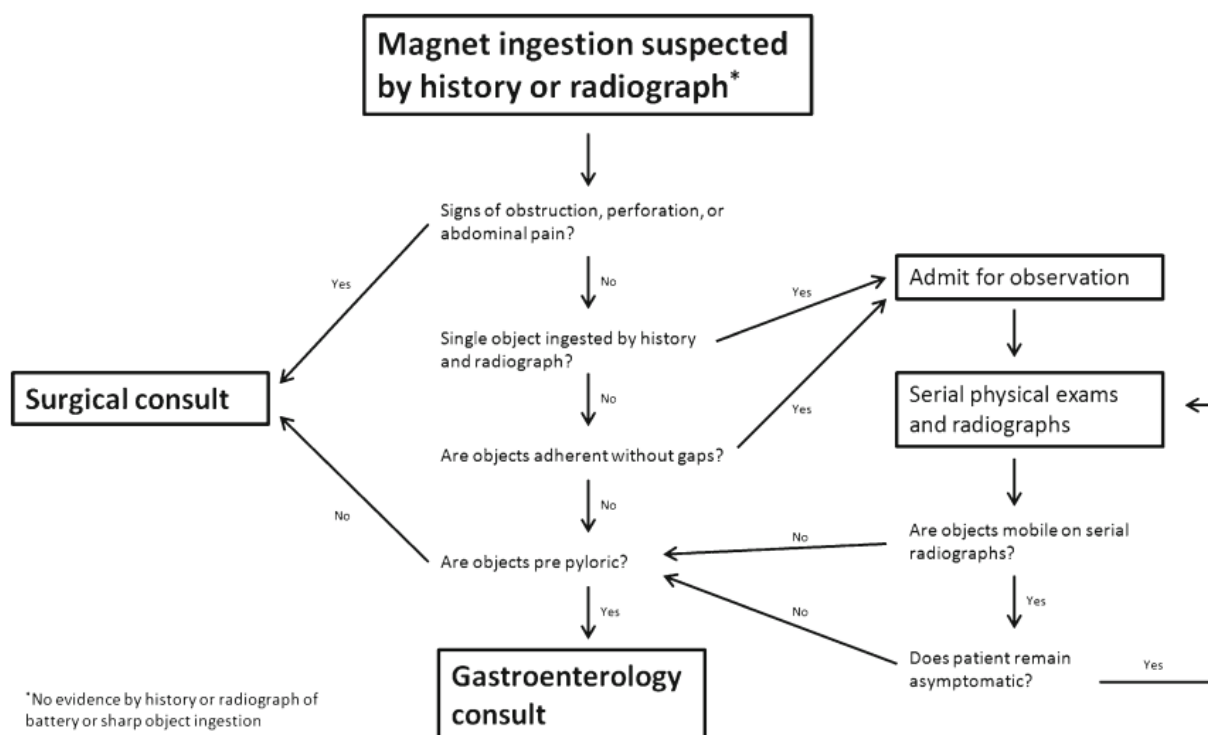 Magnet ingestion suspected
by history or radiograph*
Signs of obstruction, perforation, or
abdominal pain?
Yes
No
Single object ingested by history
and radiograph?
Yes
No
Are objects adherent without gaps?
Yes
No
Are objects pre pyloric?
No
Yes
Surgical consult
Gastroenterology
consult
Admit for observation
Serial physical exams
and radiographs
Are objects mobile on serial
radiographs?
No
Yes
Does patient remain
asymptomatic?
No
Yes
*No evidence by history or radiograph of
battery or sharp object ingestion